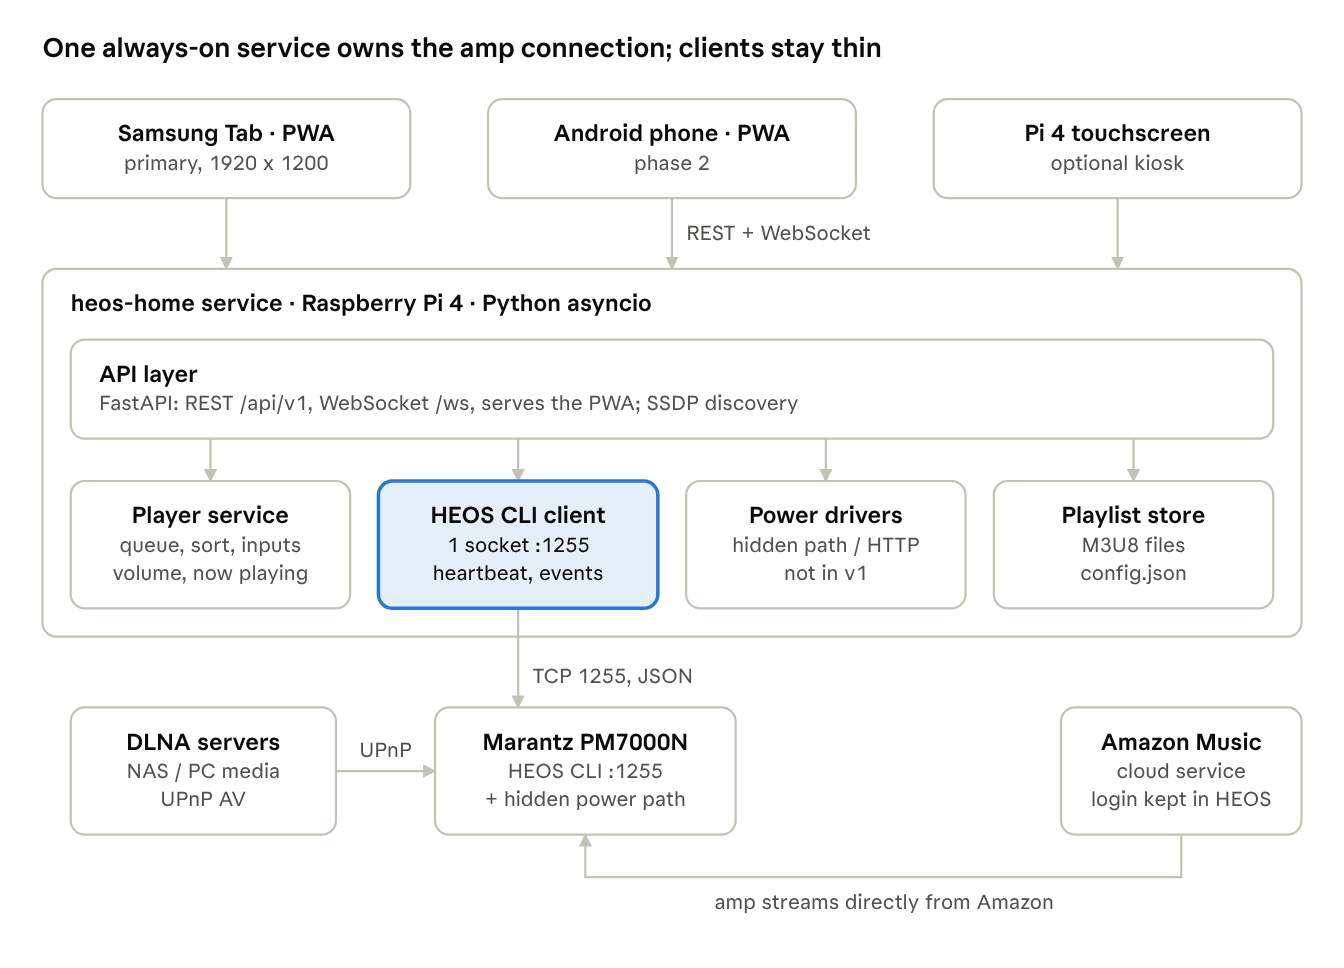 One always-on service owns the amp connection; clients stay thin
Samsung Tab · PWA
primary, 1920 x 1200
Android phone · PWA
phase 2
Pi 4 touchscreen
optional kiosk
REST + WebSocket
heos-home service · Raspberry Pi 4 · Python asyncio
API layer
FastAPI: REST /api/v1, WebSocket /ws, serves the PWA; SSDP discovery
Player service
queue, sort, inputs
volume, now playing
HEOS CLI client
1 socket :1255
heartbeat, events
Power drivers
hidden path / HTTP
not in v1
Playlist store
M3U8 files
config.json
TCP 1255, JSON
DLNA servers
NAS / PC media
UPnP AV
UPnP
Marantz PM7000N
HEOS CLI :1255
+ hidden power path
Amazon Music
cloud service
login kept in HEOS
amp streams directly from Amazon